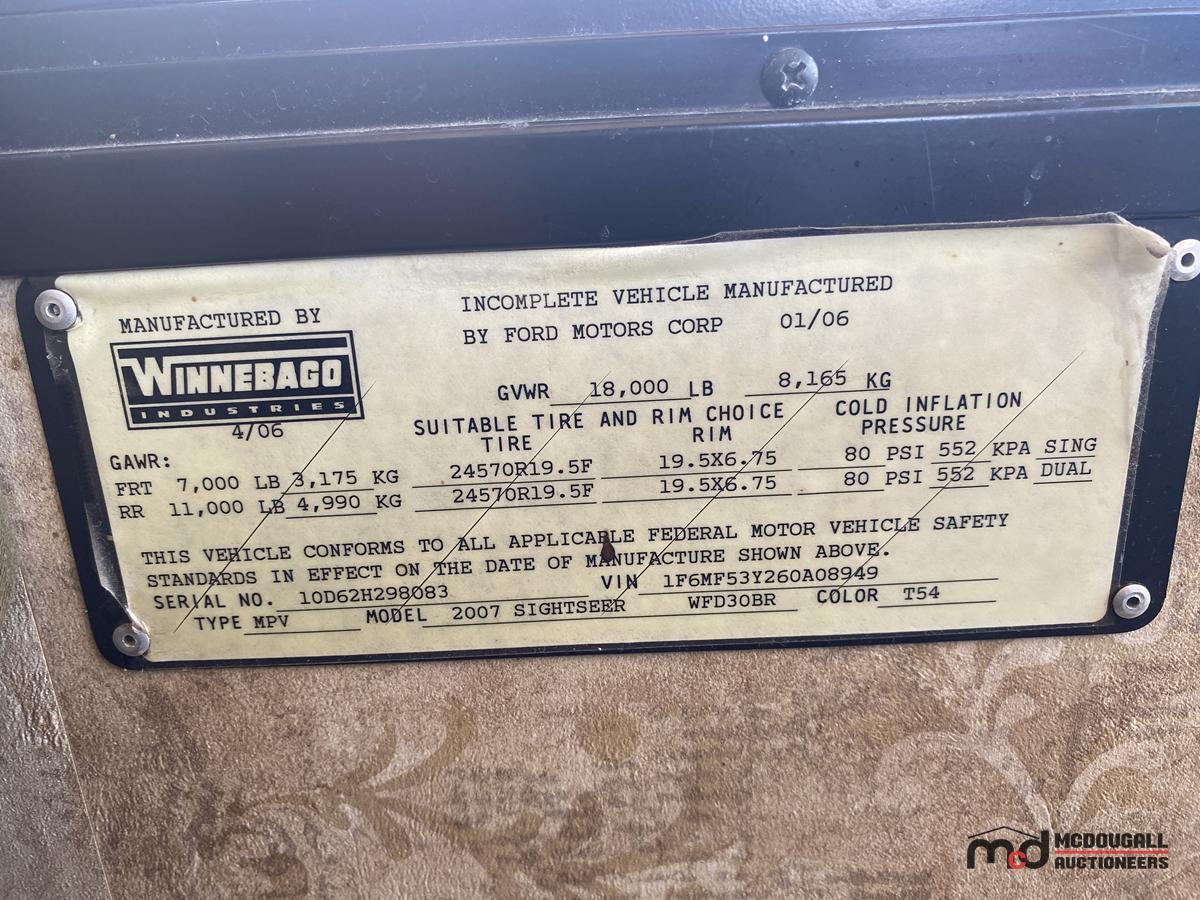 INCOMPLETE VEHICLE MANUFACTURED
MANUFACTURED BY
BY FORD MOTORS CORP 01/06
WINNEBAGO
INDUSTRIES
4/06
GVWR 18,000 LB 8,165 KG
SUITABLE TIRE AND RIM CHOICE COLD INFLATION
TIRE RIM PRESSURE
GAWR:
FRT 7,000 LB 3,175 KG 24570R19.5F 19.5X6.75 80 PSI 552 KPA SING
RR 11,000 LB 4,990 KG 24570R19.5F 19.5X6.75 80 PSI 552 KPA DUAL
THIS VEHICLE CONFORMS TO ALL APPLICABLE FEDERAL MOTOR VEHICLE SAFETY
STANDARDS IN EFFECT ON THE DATE OF MANUFACTURE SHOWN ABOVE.
SERIAL NO. 10D62H298083 VIN 1F6MF53Y260A08949
TYPE MPV MODEL 2007 SIGHTSEER WFD30BR COLOR T54
mcd MCDOUGALL
AUCTIONEERS